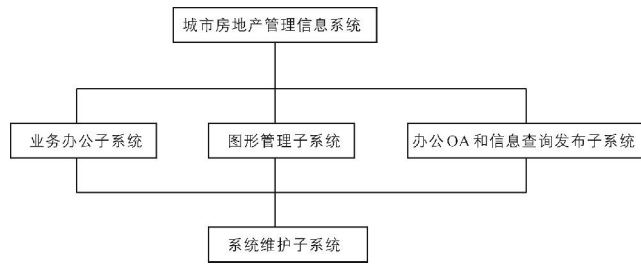 城市房地产管理信息系统
业务办公子系统
图形管理子系统
办公OA和信息查询发布子系统
系统维护子系统